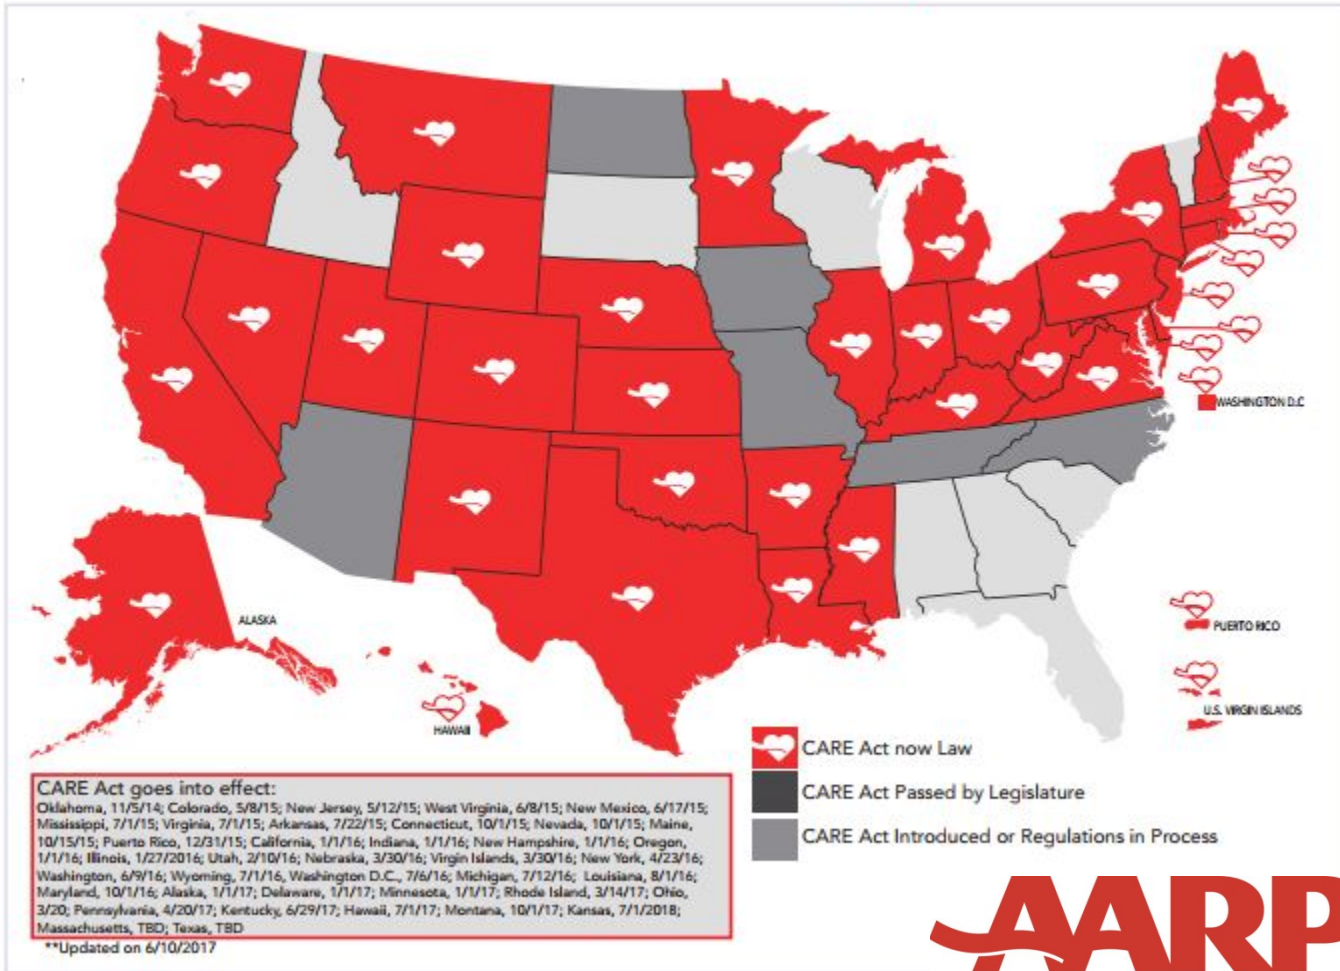 WASHINGTON D.C
ALASKA
PUERTO RICO
HAWAII
U.S. VIRGIN ISLANDS
CARE Act now Law
CARE Act Passed by Legislature
CARE Act Introduced or Regulations in Process
CARE Act goes into effect:
Oklahoma, 11/5/14; Colorado, 5/8/15; New Jersey, 5/12/15; West Virginia, 6/8/15; New Mexico, 6/17/15;
Mississippi, 7/1/15; Virginia, 7/1/15; Arkansas, 7/22/15; Connecticut, 10/1/15; Nevada, 10/1/15; Maine,
10/15/15; Puerto Rico, 12/31/15; California, 1/1/16; Indiana, 1/1/16; New Hampshire, 1/1/16; Oregon,
1/1/16; Illinois, 1/27/2016; Utah, 2/10/16; Nebraska, 3/30/16; Virgin Islands, 3/30/16; New York, 4/23/16;
Washington, 6/9/16; Wyoming, 7/1/16, Washington D.C., 7/6/16; Michigan, 7/12/16; Louisiana, 8/1/16;
Maryland, 10/1/16; Alaska, 1/1/17; Delaware, 1/1/17; Minnesota, 1/1/17; Rhode Island, 3/14/17; Ohio,
3/20; Pennsylvania, 4/20/17; Kentucky, 6/29/17; Hawaii, 7/1/17; Montana, 10/1/17; Kansas, 7/1/2018;
Massachusetts, TBD; Texas, TBD
**Updated on 6/10/2017
AARP